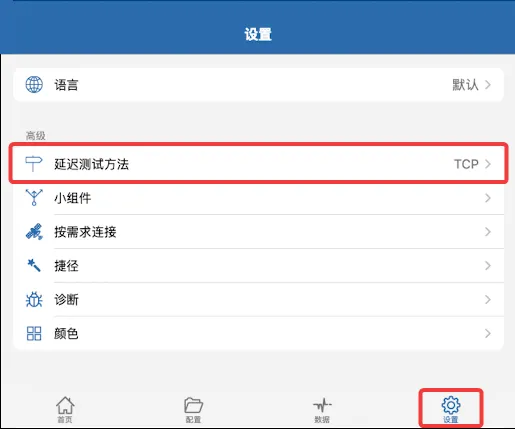 设置
语言 默认
高级
延迟测试方法 TCP
小组件
按需求连接
捷径
诊断
颜色
首页 配置 数据 设置